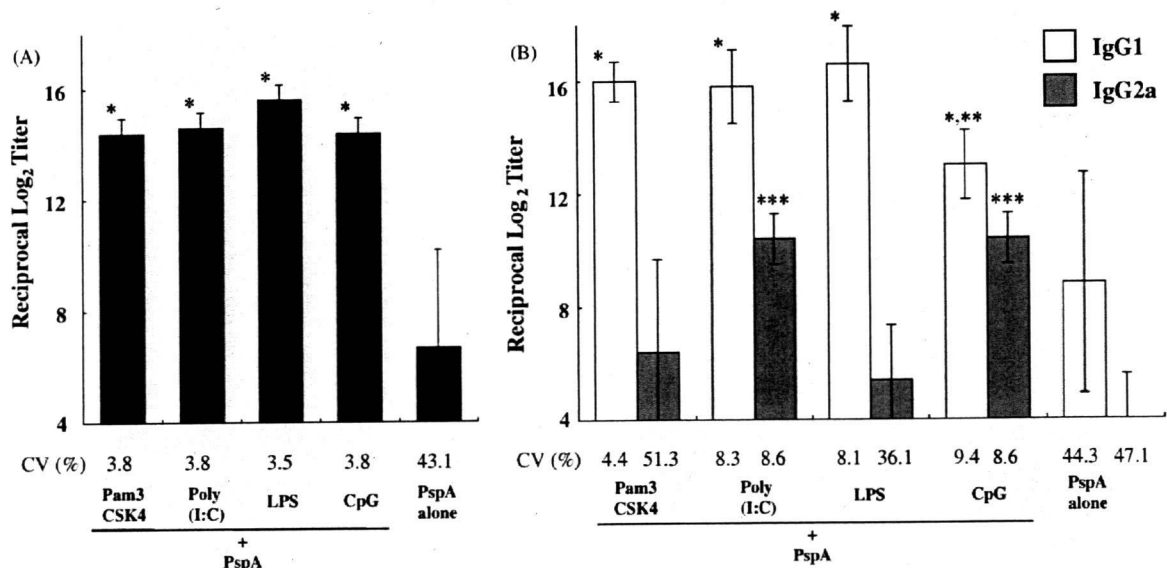 (A)
Reciprocal Log2 Titer
16
12
8
4
*
*
*
*
CV (%) 3.8 3.8 3.5 3.8 43.1
Pam3 CSK4
Poly (I:C)
LPS
CpG
PspA alone
+
PspA
(B)
Reciprocal Log 2 Titer
16
12
8
4
*
*
***
*
*,**
***
IgG1
IgG2a
CV (%) 4.4 51.3 8.3 8.6 8.1 36.1 9.4 8.6 44.3 47.1
Pam3 CSK4
Poly (I:C)
LPS
CpG
PspA alone
+
PspA